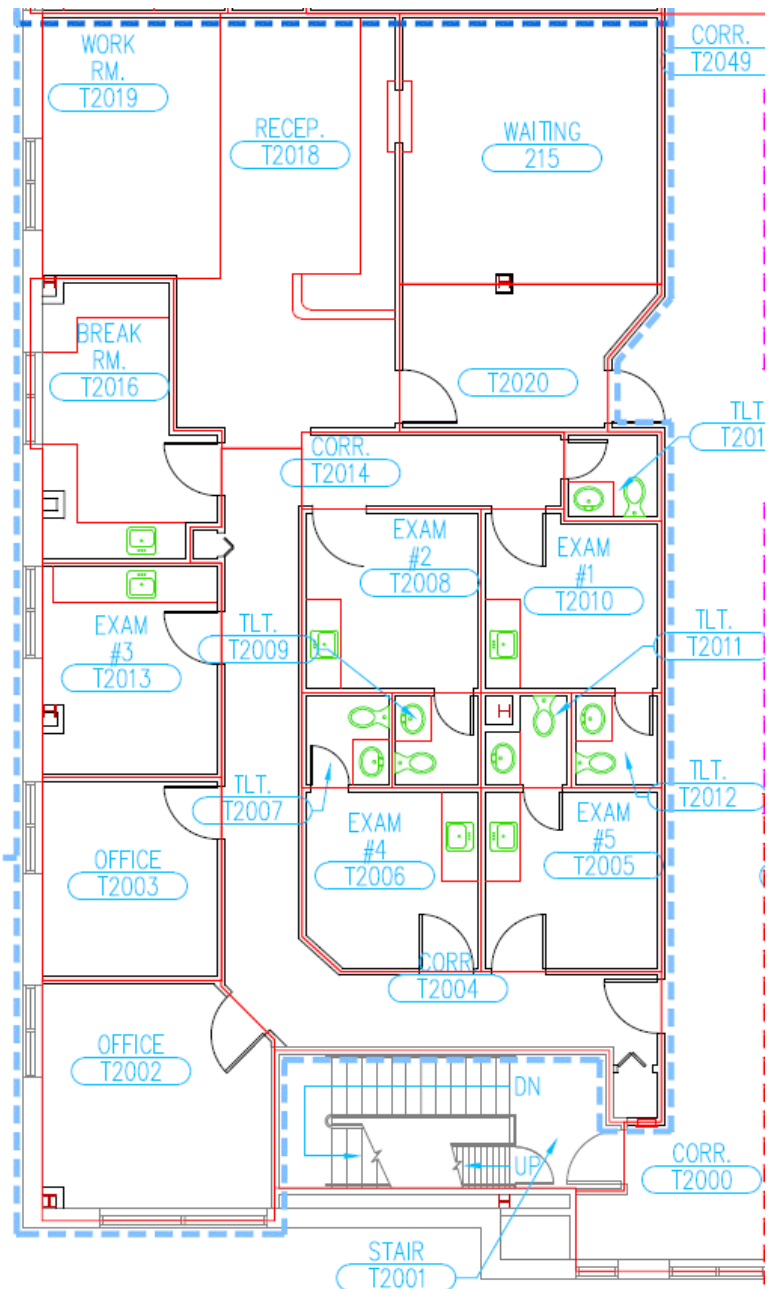 WORK
RM.
T2019
CORR.
T2049
RECEP.
T2018
WAITING
215
BREAK
RM.
T2016
T2020
TLT
T201
CORR.
T2014
EXAM
#2
T2008
EXAM
#1
T2010
EXAM
#3
T2013
TLT.
T2009
TLT.
T2011
TLT.
T2007
TLT.
T2012
EXAM
#4
T2006
EXAM
#5
T2005
OFFICE
T2003
CORR.
T2004
OFFICE
T2002
DN
UP
CORR.
T2000
STAIR
T2001